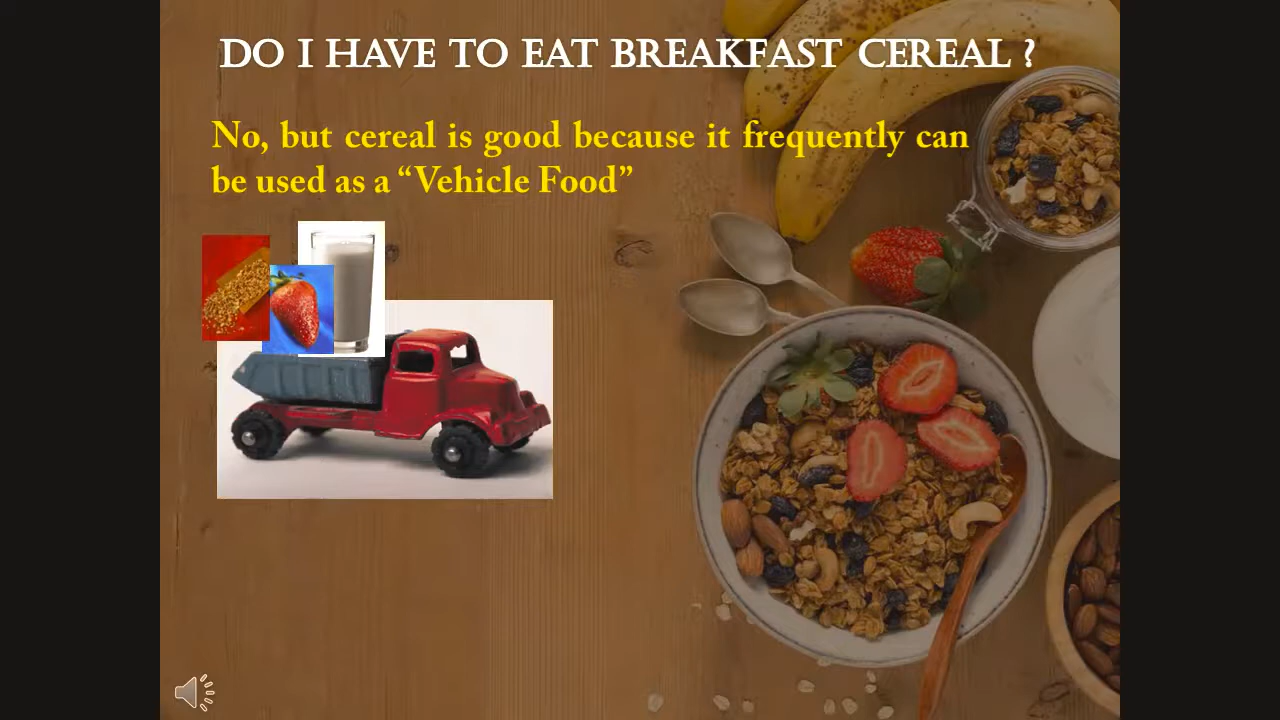 DO I HAVE TO EAT BREAKFAST CEREAL ?
No, but cereal is good because it frequently can
be used as a “Vehicle Food”